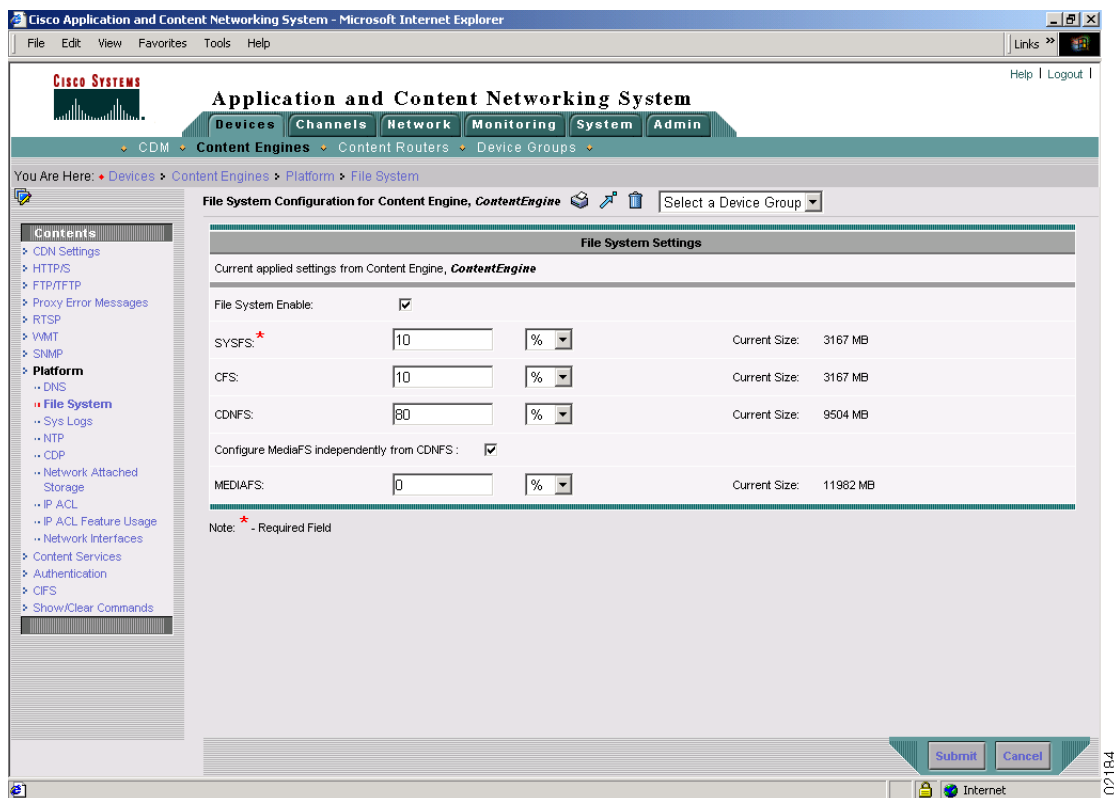 Cisco Application and Content Networking System - Microsoft Internet Explorer
File Edit View Favorites Tools Help
Links »
CISCO SYSTEMS
Help | Logout |
Application and Content Networking System
Devices Channels Network Monitoring System Admin
CDM Content Engines Content Routers Device Groups
You Are Here: Devices > Content Engines > Platform > File System
File System Configuration for Content Engine, ContentEngine
Select a Device Group
Contents
CDN Settings
HTTP/S
FTP/TFTP
Proxy Error Messages
RTSP
WMT
SNMP
Platform
DNS
File System
Sys Logs
NTP
CDP
Network Attached
Storage
IP ACL
IP ACL Feature Usage
Network Interfaces
Content Services
Authentication
CIFS
Show/Clear Commands
File System Settings
Current applied settings from Content Engine, ContentEngine
File System Enable:
SYSFS:* 10 % Current Size: 3167 MB
CFS: 10 % Current Size: 3167 MB
CDNFS: 80 % Current Size: 9504 MB
Configure MediaFS independently from CDNFS :
MEDIAFS: 0 % Current Size: 11982 MB
Note: * - Required Field
Submit Cancel
Internet
02184